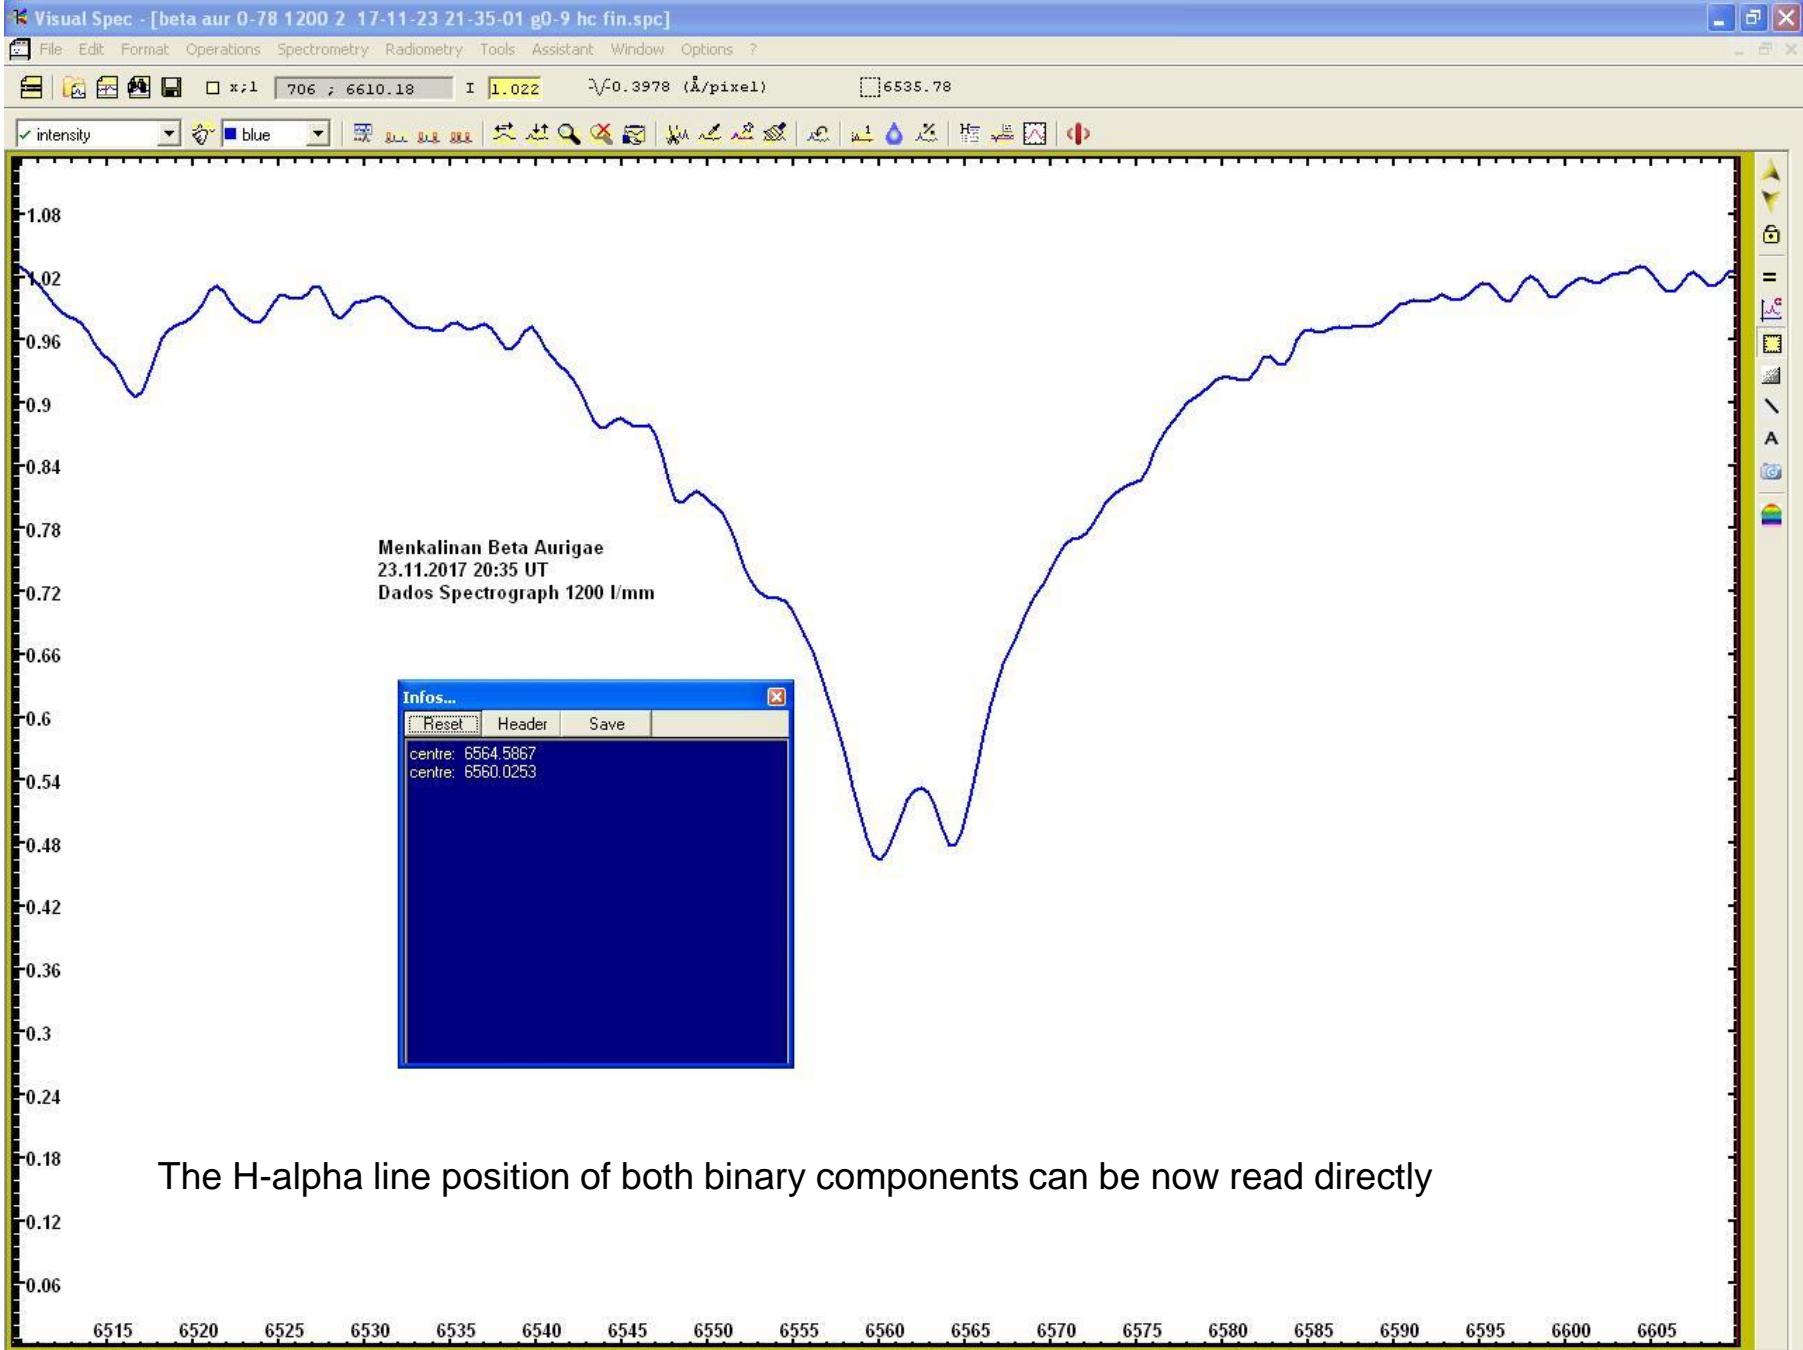 Visual Spec - [beta aur 0-78 1200 2 17-11-23 21-35-01 g0-9 hc fin.spc]
File Edit Format Operations Spectrometry Radiometry Tools Assistant Window Options ?
x;1 706 ; 6610.18 I 1.022 0.3978 (Å/pixel) 6535.78
intensity blue
1.08
1.02
0.96
0.9
0.84
0.78
Menkalinan Beta Aurigae
23.11.2017 20:35 UT
Dados Spectrograph 1200 l/mm
0.72
0.66
Infos...
0.6
Reset Header Save
centre: 6564.5867
centre: 6560.0253
0.54
0.48
0.42
0.36
0.3
0.24
0.18
The H-alpha line position of both binary components can be now read directly
0.12
0.06
6515 6520 6525 6530 6535 6540 6545 6550 6555 6560 6565 6570 6575 6580 6585 6590 6595 6600 6605